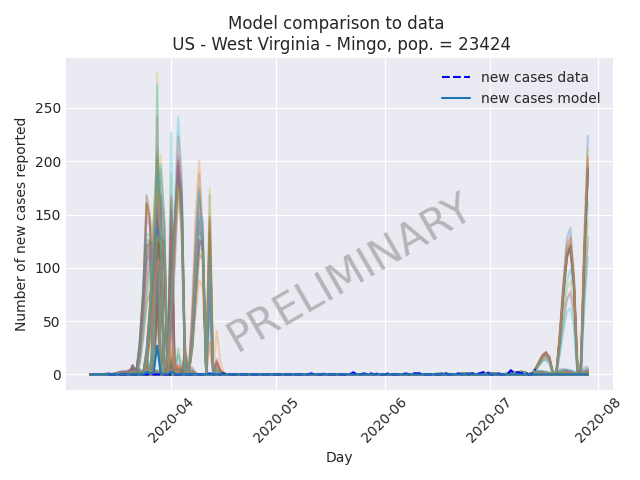 Model comparison to data
US - West Virginia - Mingo, pop. = 23424
new cases data
new cases model
Number of new cases reported
250
200
150
100
50
0
PRELIMINARY
2020-04
2020-05
2020-06
2020-07
2020-08
Day